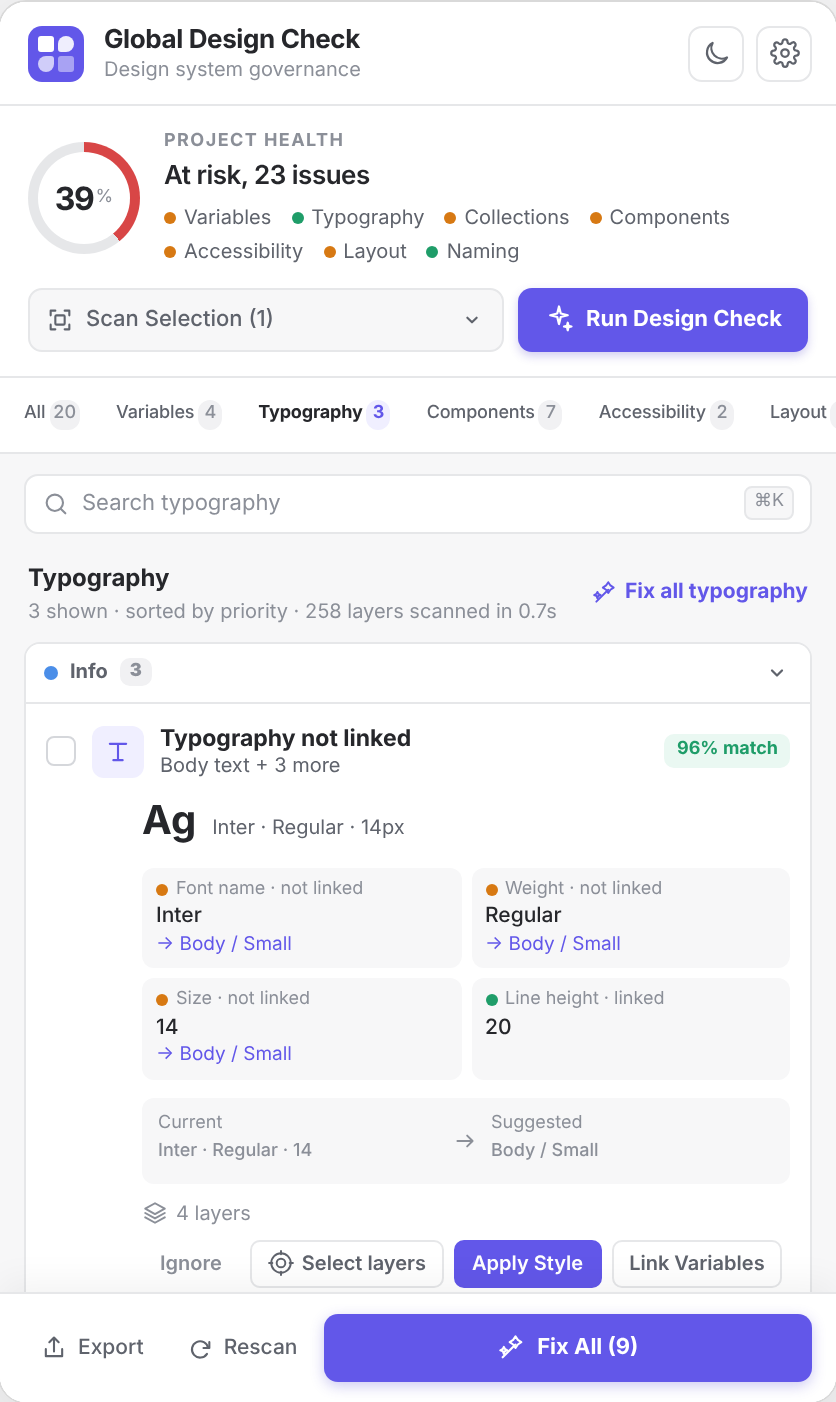 Global Design Check
Design system governance
PROJECT HEALTH
39%
At risk, 23 issues
Variables Typography Collections Components
Accessibility Layout Naming
Scan Selection (1) Run Design Check
All 20 Variables 4 Typography 3 Components 7 Accessibility 2 Layout
Search typography ⌘K
Typography
3 shown · sorted by priority · 258 layers scanned in 0.7s
Fix all typography
Info 3
Typography not linked
Body text + 3 more
96% match
Ag Inter · Regular · 14px
Font name · not linked
Inter
→ Body / Small
Weight · not linked
Regular
→ Body / Small
Size · not linked
14
→ Body / Small
Line height · linked
20
Current
Inter · Regular · 14
→
Suggested
Body / Small
4 layers
Ignore Select layers Apply Style Link Variables
Export Rescan Fix All (9)